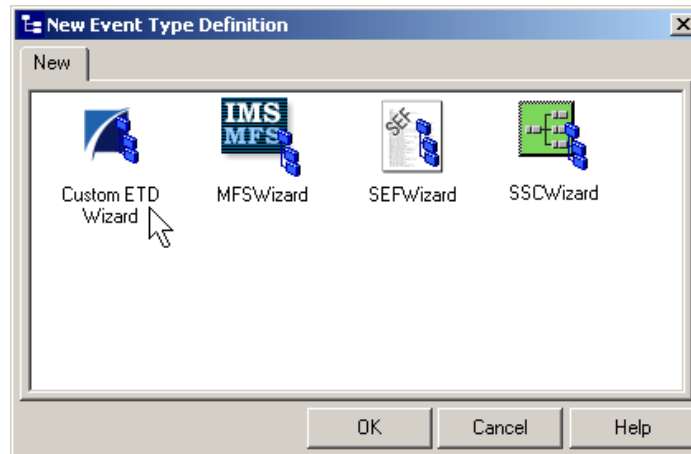 New Event Type Definition
New
IMS
MFS
SEF
Custom ETD
Wizard
MFSWizard
SEFWizard
SSCWizard
OK
Cancel
Help